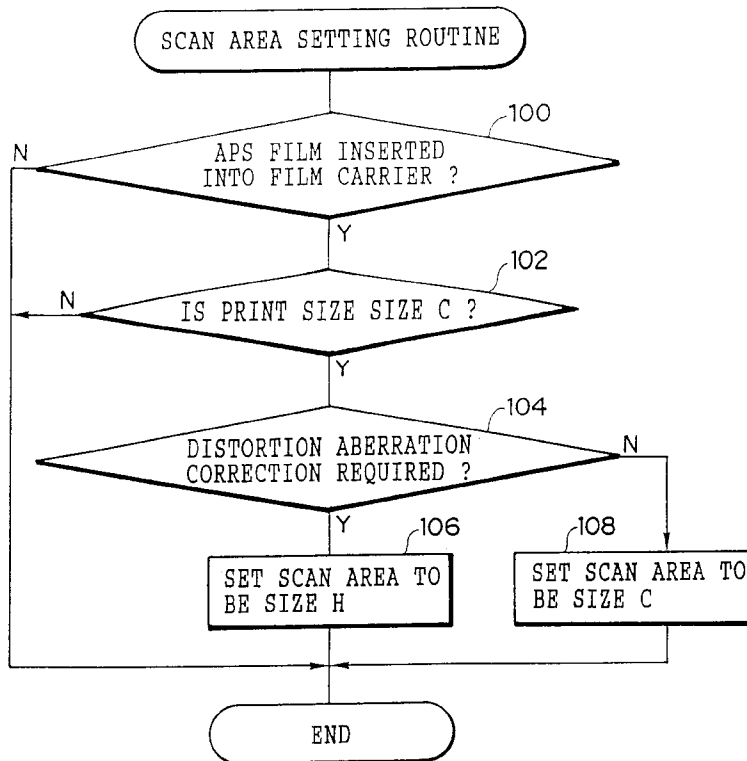 SCAN AREA SETTING ROUTINE
100
N
APS FILM INSERTED
INTO FILM CARRIER ?
Y
102
N
IS PRINT SIZE SIZE C ?
Y
104
DISTORTION ABERRATION
CORRECTION REQUIRED ?
N
Y
106
108
SET SCAN AREA TO
BE SIZE H
SET SCAN AREA TO
BE SIZE C
END